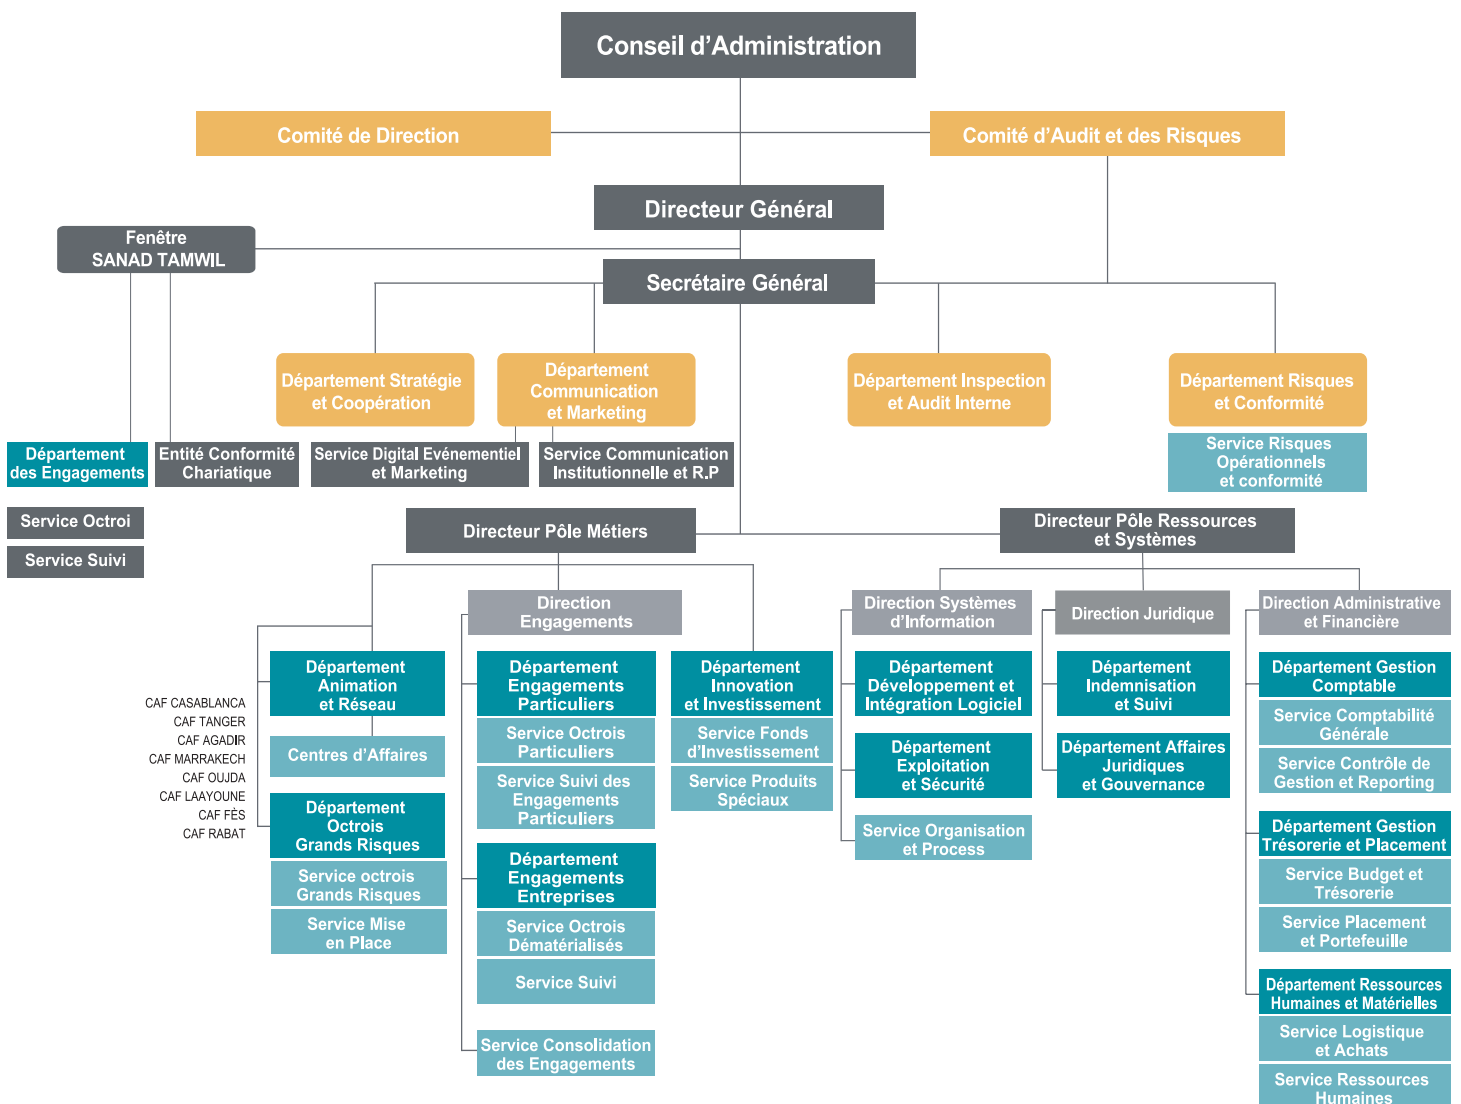 Conseil d'Administration
Comité de Direction
Comité d'Audit et des Risques
Directeur Général
Fenêtre
SANAD TAMWIL
Secrétaire Général
Département Stratégie
et Coopération
Département
Communication
et Marketing
Département Inspection
et Audit Interne
Département Risques
et Conformité
Département
des Engagements
Entité Conformité
Chariatique
Service Digital Evénementiel
et Marketing
Service Communication
Institutionnelle et R.P
Service Risques
Opérationnels
et conformité
Service Octroi
Service Suivi
Directeur Pôle Métiers
Directeur Pôle Ressources
et Systèmes
Direction
Engagements
Direction Systèmes
d'Information
Direction Juridique
Direction Administrative
et Financière
CAF CASABLANCA
CAF TANGER
CAF AGADIR
CAF MARRAKECH
CAF OUJDA
CAF LAAYOUNE
CAF FÈS
CAF RABAT
Département
Animation
et Réseau
Centres d'Affaires
Département
Octrois
Grands Risques
Service octrois
Grands Risques
Service Mise
en Place
Département
Engagements
Particuliers
Service Octrois
Particuliers
Service Suivi des
Engagements
Particuliers
Département
Engagements
Entreprises
Service Octrois
Dématérialisés
Service Suivi
Service Consolidation
des Engagements
Département
Innovation
et Investissement
Service Fonds
d'Investissement
Service Produits
Spéciaux
Département
Développement et
Intégration Logiciel
Département
Exploitation
et Sécurité
Service Organisation
et Process
Département
Indemnisation
et Suivi
Département Affaires
Juridiques
et Gouvernance
Département Gestion
Comptable
Service Comptabilité
Générale
Service Contrôle de
Gestion et Reporting
Département Gestion
Trésorerie et Placement
Service Budget et
Trésorerie
Service Placement
et Portefeuille
Département Ressources
Humaines et Matérielles
Service Logistique
et Achats
Service Ressources
Humaines